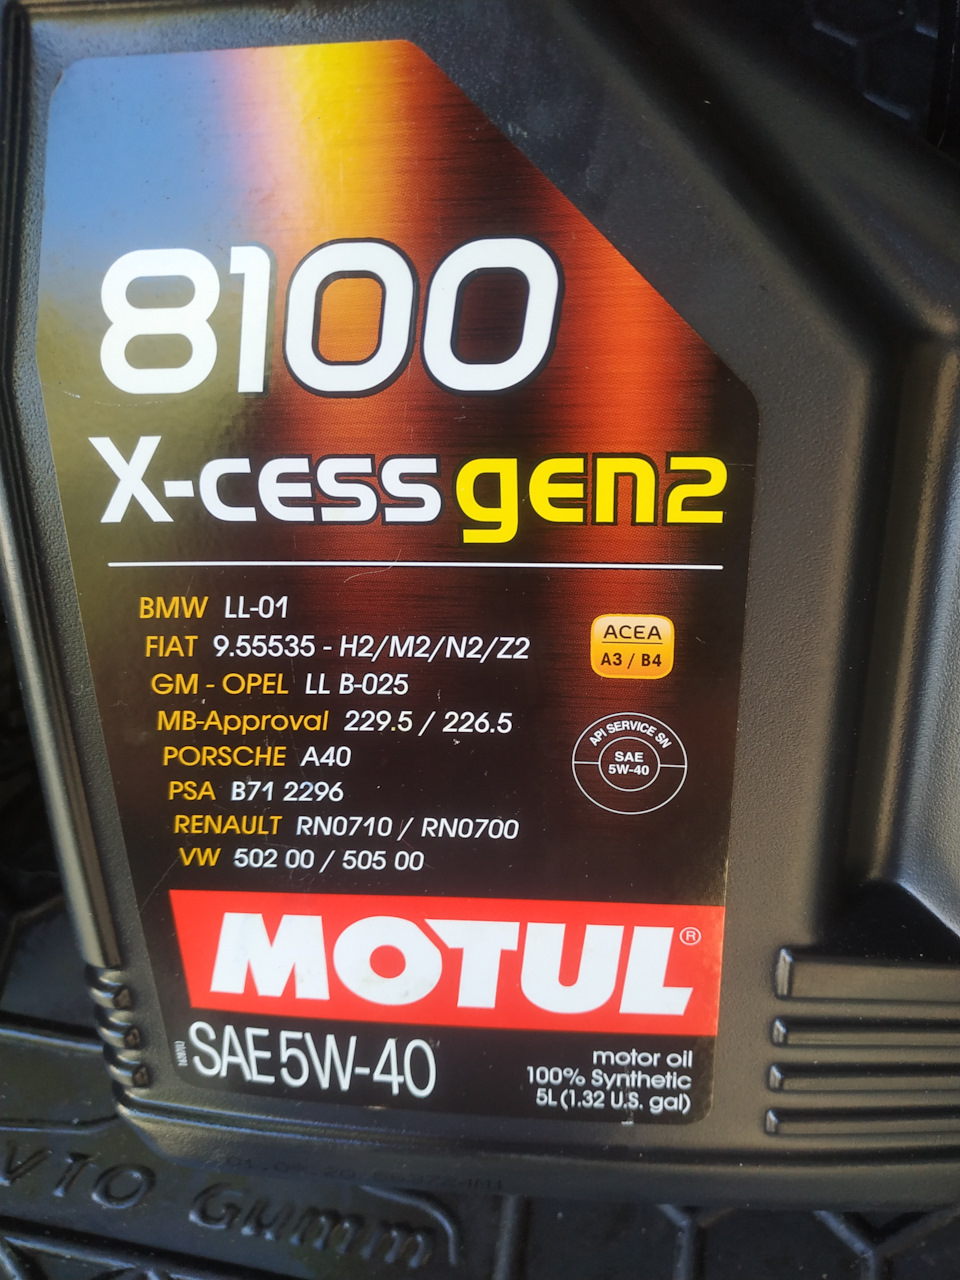 8100
X-cess gen2
BMW LL-01
FIAT 9.55535 - H2/M2/N2/Z2
GM - OPEL LL B-025
MB-Approval 229.5 / 226.5
PORSCHE A40
PSA B71 2296
RENAULT RN0710 / RN0700
VW 502 00 / 505 00
ACEA
A3 / B4
API SERVICE SN
SAE
5W-40
MOTUL®
SAE 5W-40
motor oil
100% Synthetic
5L (1.32 U.S. gal)
Gumm